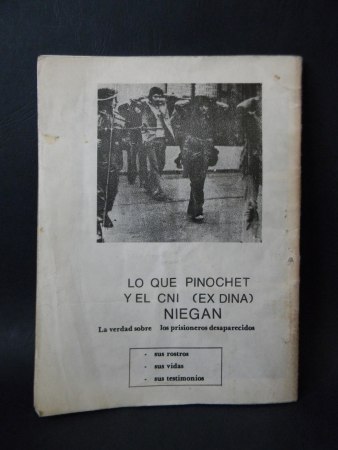 LO QUE PINOCHET
Y EL CNI (EX DINA)
NIEGAN
La verdad sobre los prisioneros desaparecidos
- sus rostros
- sus vidas
- sus testimonios